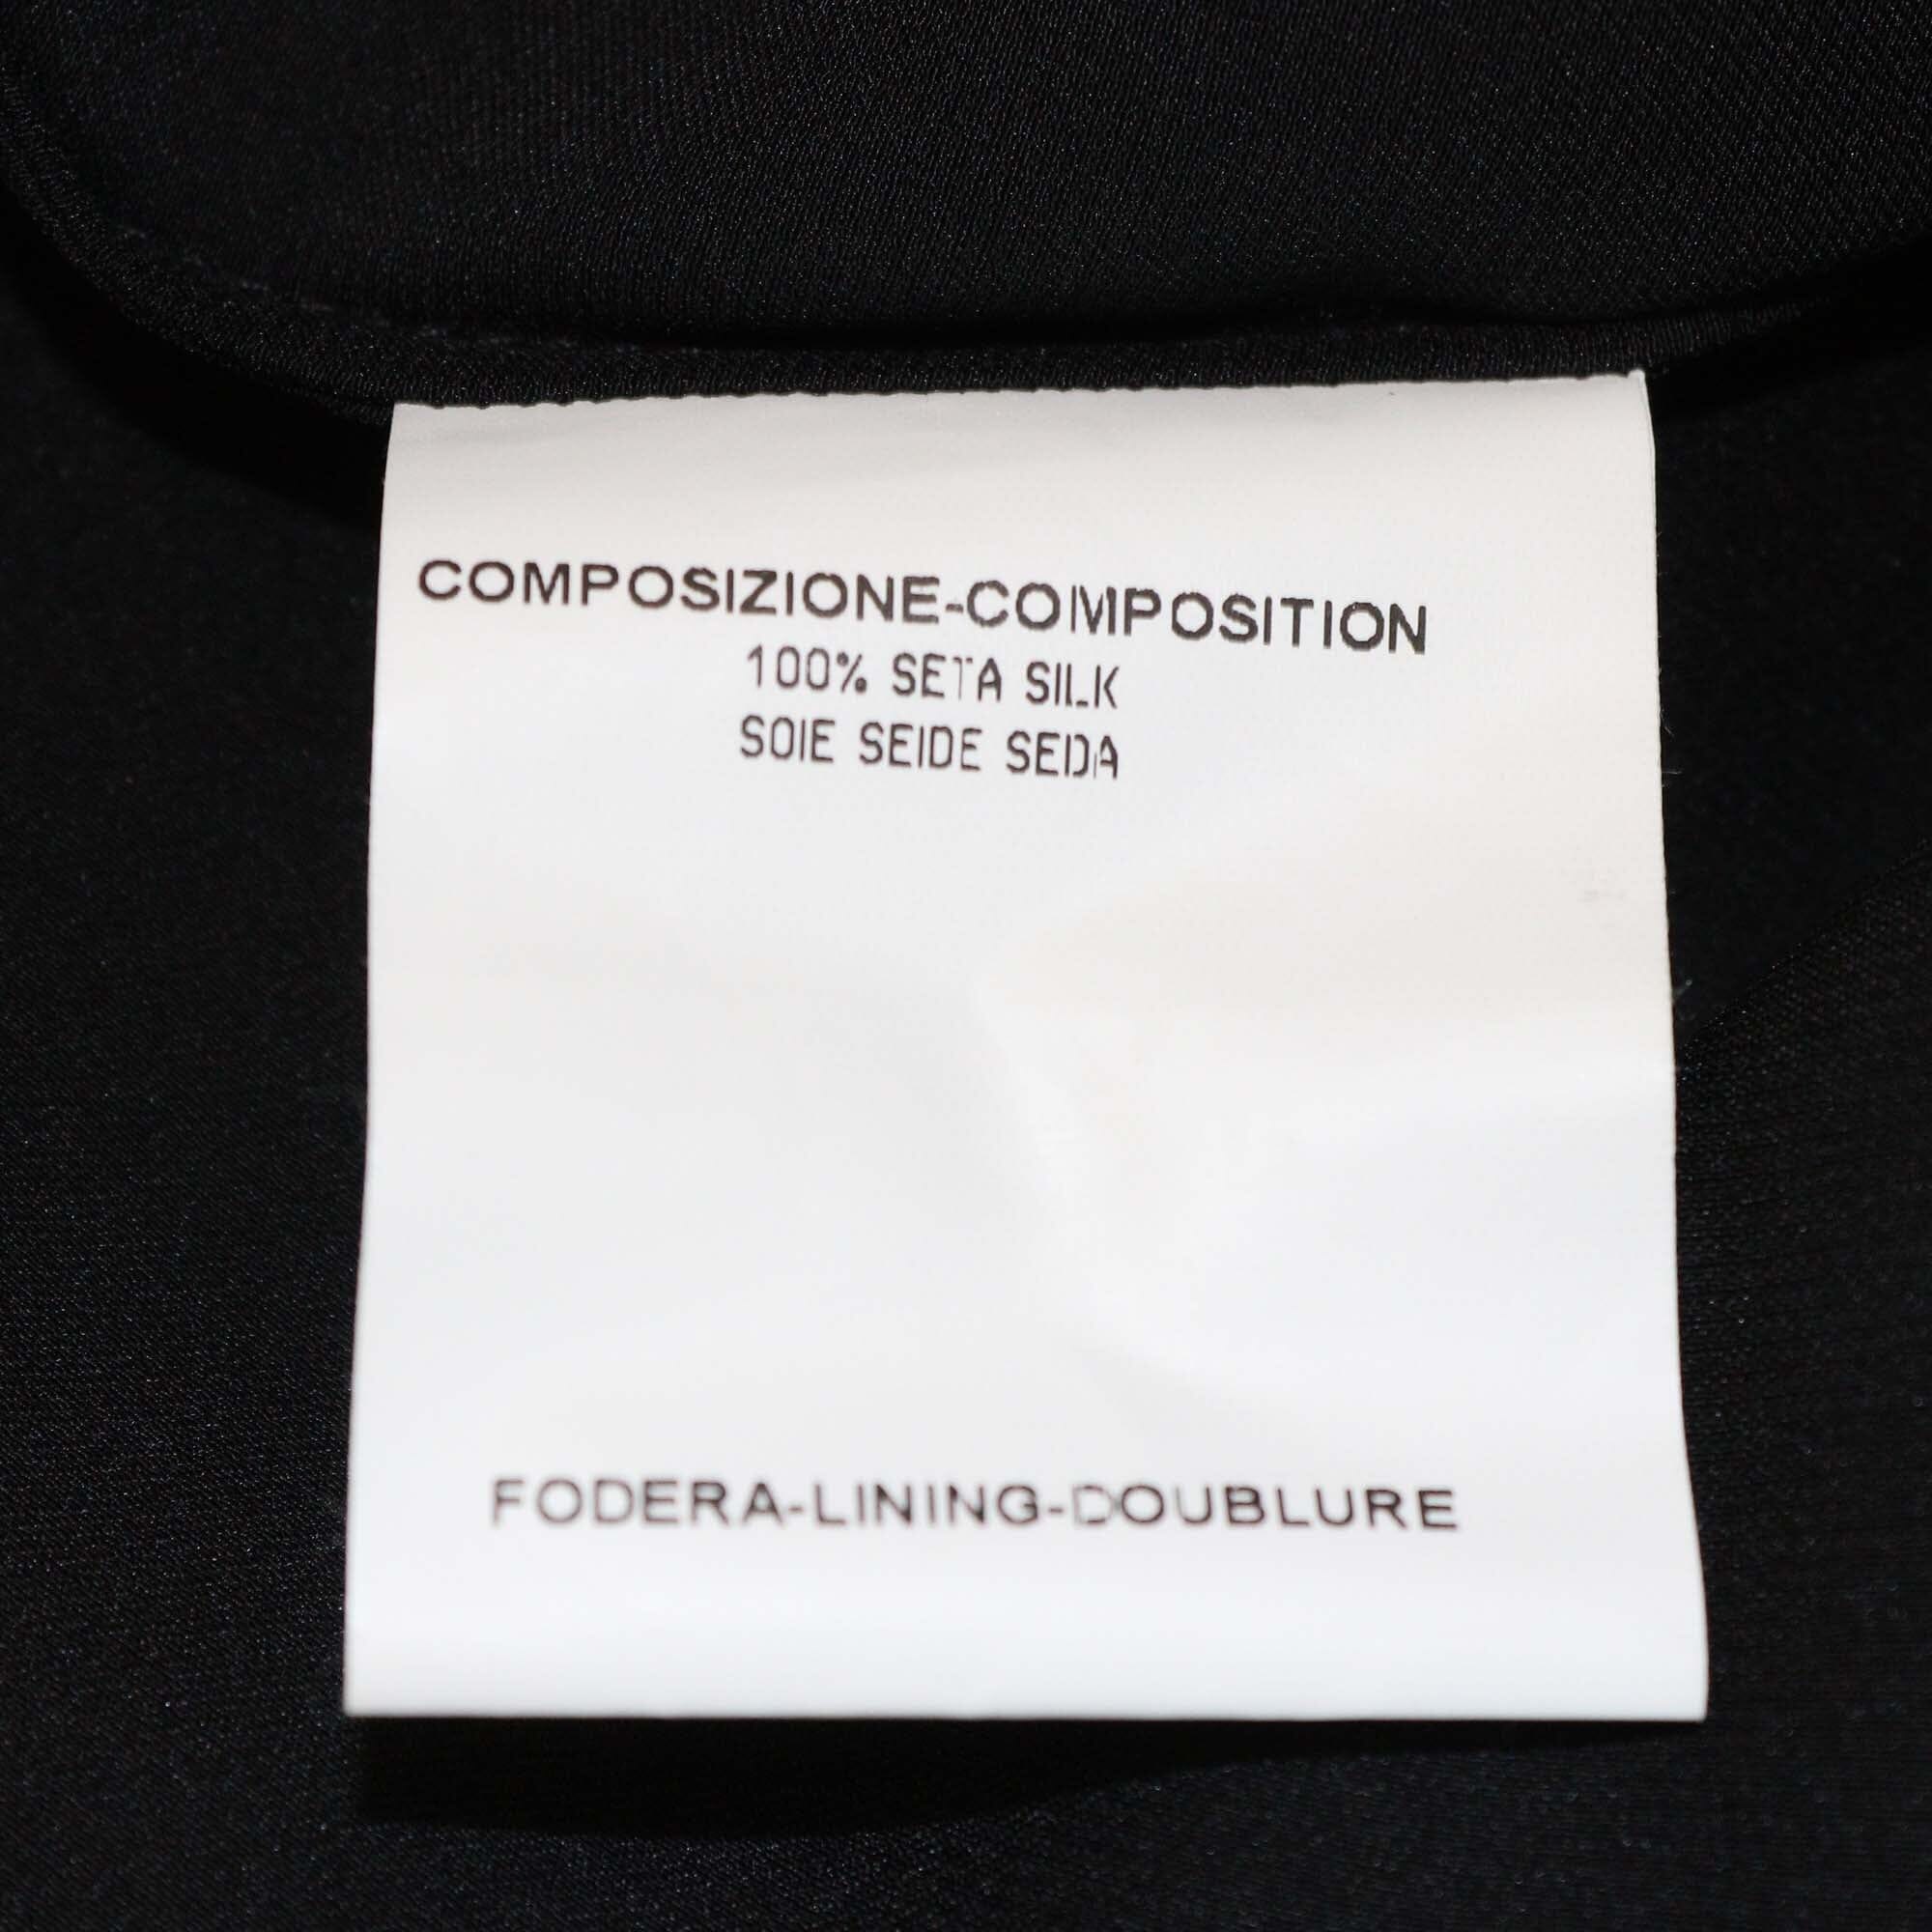 COMPOSIZIONE-COMPOSITION
100% SETA SILK
SOIE SEIDE SEDA
FODERA-LINING-DOUBLURE